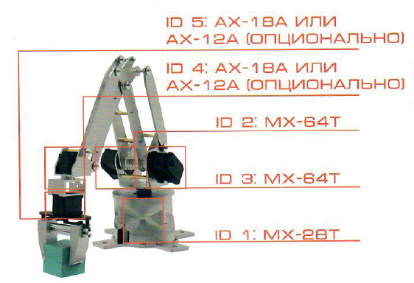 ID 5: AX-18A ИЛИ
AX-12A (ОПЦИОНАЛЬНО)
ID 4: AX-18A ИЛИ
AX-12A (ОПЦИОНАЛЬНО)
ID 2: MX-64T
ID 3: MX-64T
ID 1: MX-28T